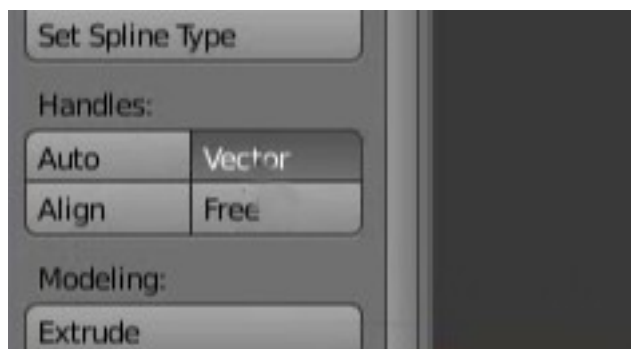 Set Spline Type
Handles:
Auto Vector
Align Free
Modeling:
Extrude